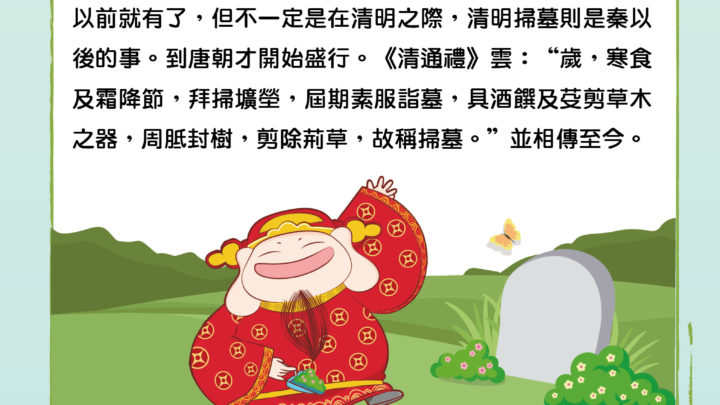 以前就有了，但不一定是在清明之際，清明掃墓則是秦以
後的事。到唐朝才開始盛行。《清通禮》雲：“歲，寒食
及霜降節，拜掃壙塋，屆期素服詣墓，具酒饌及芟剪草木
之器，周胝封樹，剪除荊草，故稱掃墓。”並相傳至今。